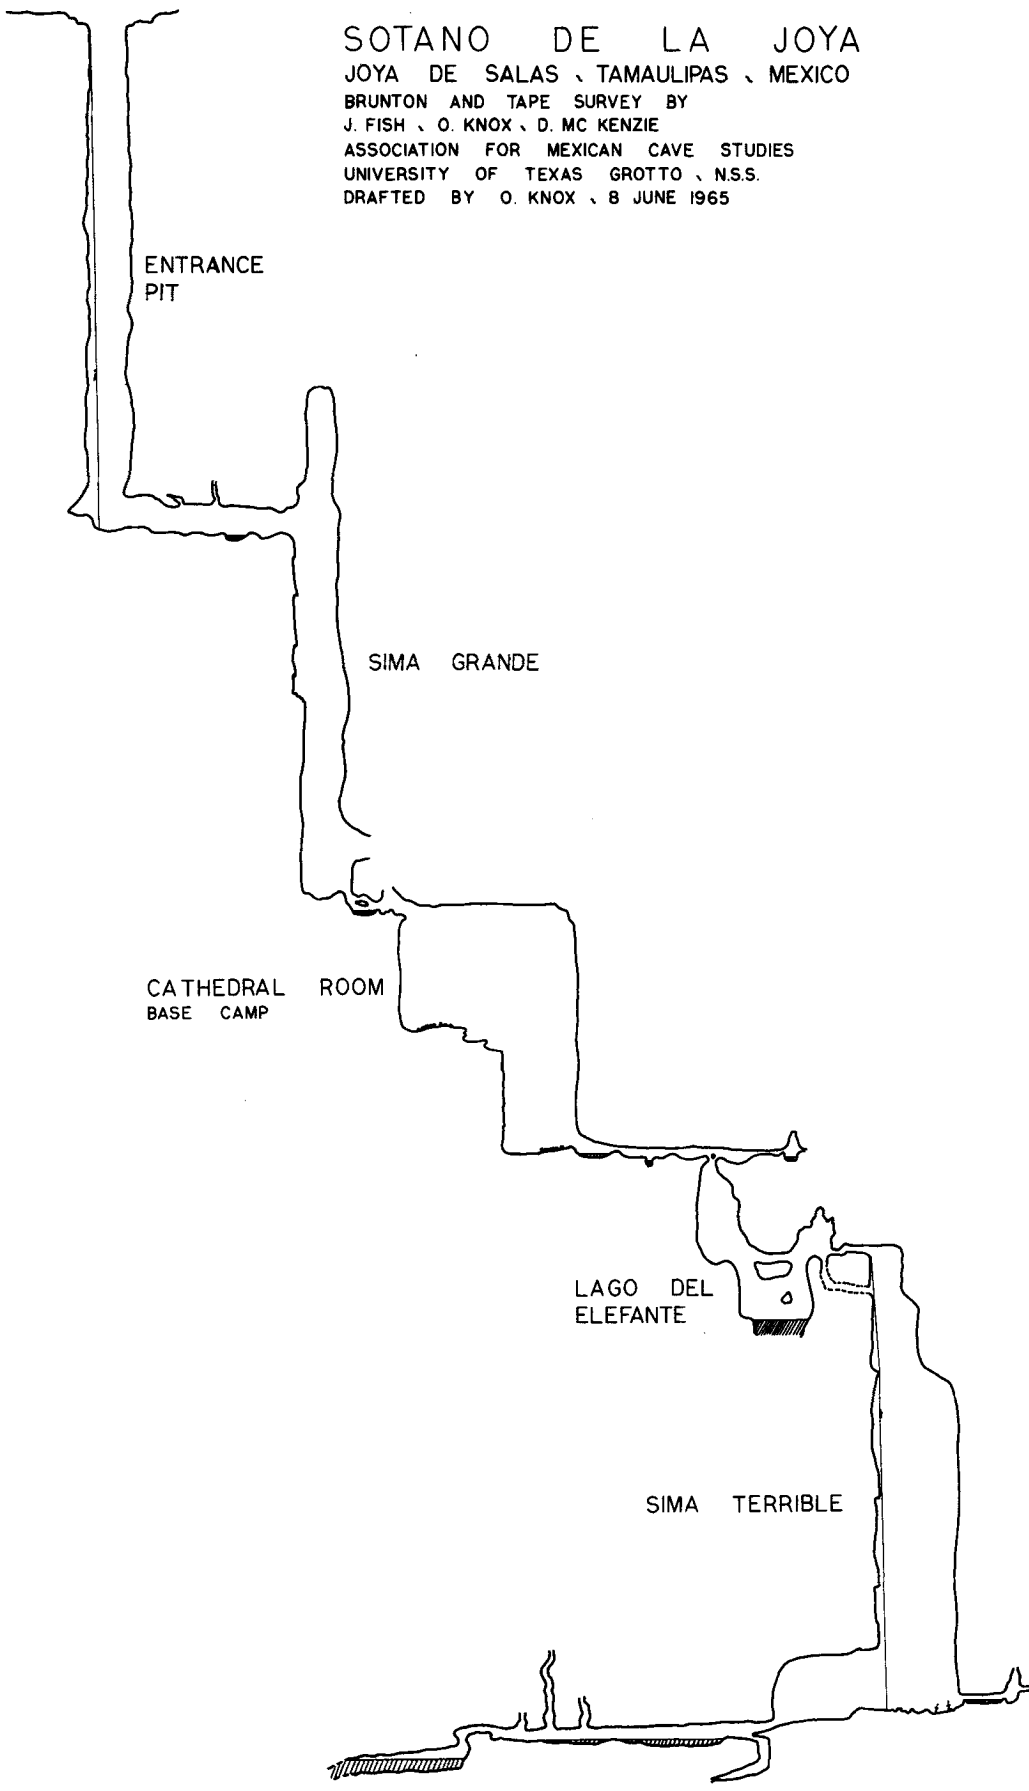 SOTANO DE LA JOYA
JOYA DE SALAS, TAMAULIPAS, MEXICO
BRUNTON AND TAPE SURVEY BY
J. FISH, O. KNOX, D. MC KENZIE
ASSOCIATION FOR MEXICAN CAVE STUDIES
UNIVERSITY OF TEXAS GROTTO, N.S.S.
DRAFTED BY O. KNOX, 8 JUNE 1965
ENTRANCE
PIT
SIMA GRANDE
CATHEDRAL ROOM
BASE CAMP
LAGO DEL
ELEFANTE
SIMA TERRIBLE